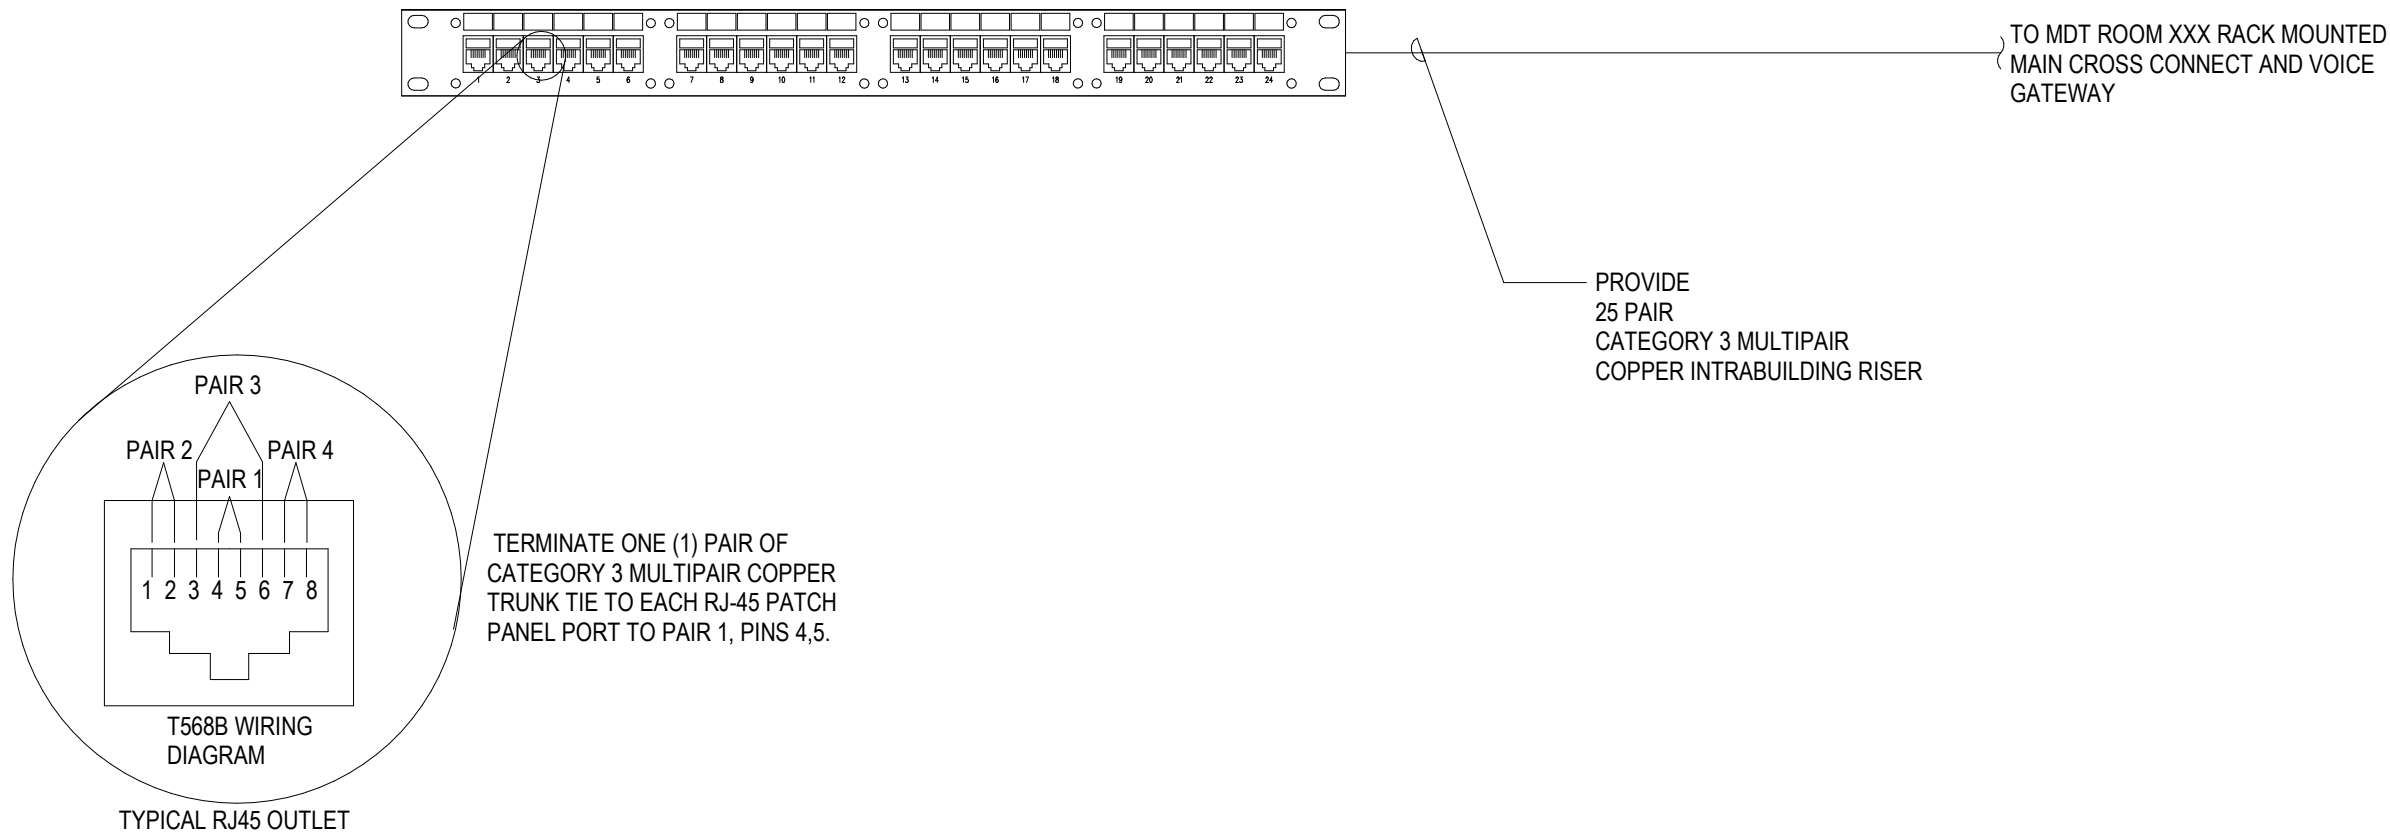 1 2 3 4 5 6 7 8 9 10 11 12 13 14 15 16 17 18 19 20 21 22 23 24
TO MDT ROOM XXX RACK MOUNTED
MAIN CROSS CONNECT AND VOICE
GATEWAY
PROVIDE
25 PAIR
CATEGORY 3 MULTIPAIR
COPPER INTRABUILDING RISER
PAIR 3
PAIR 2 PAIR 4
PAIR 1
1 2 3 4 5 6 7 8
T568B WIRING
DIAGRAM
TYPICAL RJ45 OUTLET
TERMINATE ONE (1) PAIR OF
CATEGORY 3 MULTIPAIR COPPER
TRUNK TIE TO EACH RJ-45 PATCH
PANEL PORT TO PAIR 1, PINS 4,5.